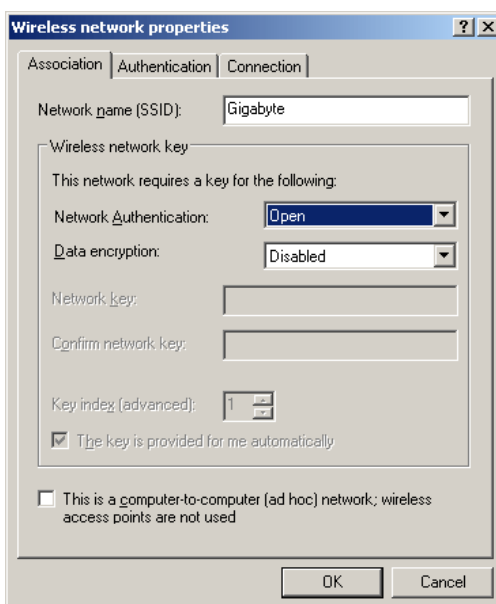 Wireless network properties
Association Authentication Connection
Network name (SSID): Gigabyte
Wireless network key
This network requires a key for the following:
Network Authentication: Open
Data encryption: Disabled
Network key:
Confirm network key:
Key index (advanced): 1
The key is provided for me automatically
This is a computer-to-computer (ad hoc) network; wireless
access points are not used
OK Cancel